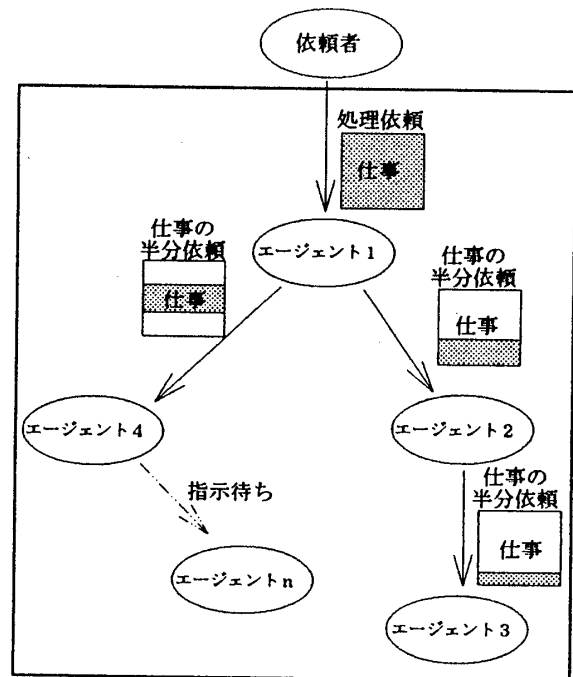 依頼者
処理依頼
仕事
エージェント1
仕事の
半分依頼
仕事
仕事の
半分依頼
仕事
エージェント4
エージェント2
指示待ち
仕事の
半分依頼
仕事
エージェントn
エージェント3